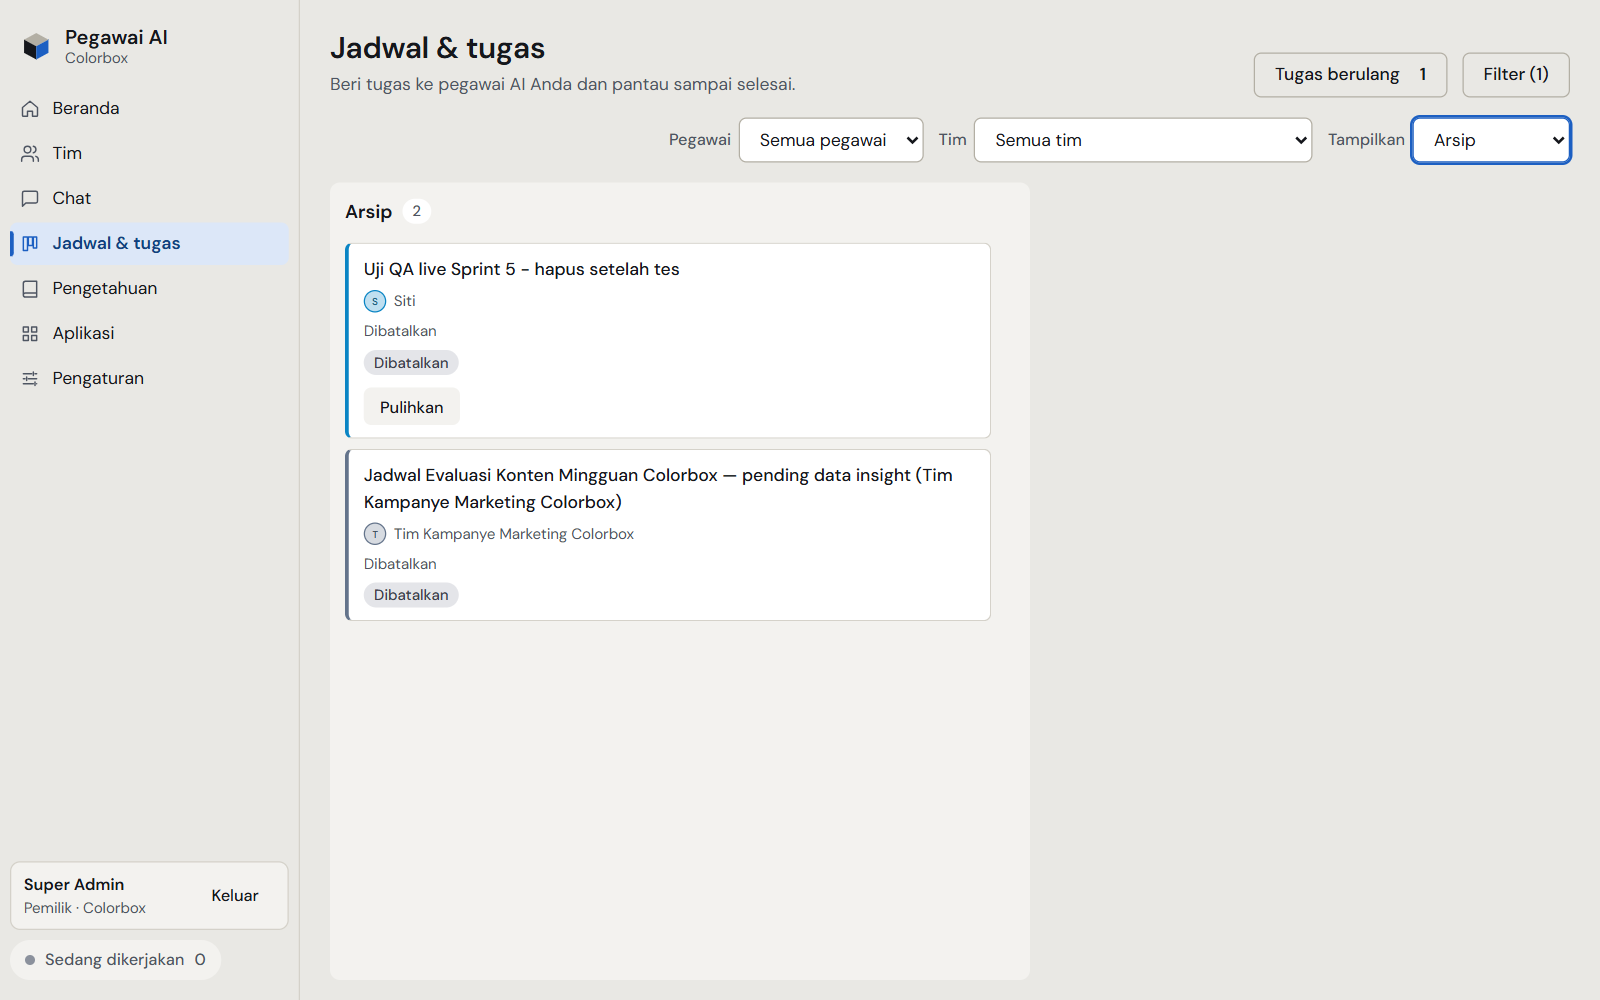 Pegawai AI
Colorbox
Beranda
Tim
Chat
Jadwal & tugas
Pengetahuan
Aplikasi
Pengaturan
Super Admin
Pemilik · Colorbox
Keluar
Sedang dikerjakan 0
Jadwal & tugas
Beri tugas ke pegawai AI Anda dan pantau sampai selesai.
Tugas berulang 1
Filter (1)
Pegawai Semua pegawai
Tim Semua tim
Tampilkan Arsip
Arsip 2
Uji QA live Sprint 5 - hapus setelah tes
S Siti
Dibatalkan
Dibatalkan
Pulihkan
Jadwal Evaluasi Konten Mingguan Colorbox — pending data insight (Tim
Kampanye Marketing Colorbox)
T Tim Kampanye Marketing Colorbox
Dibatalkan
Dibatalkan